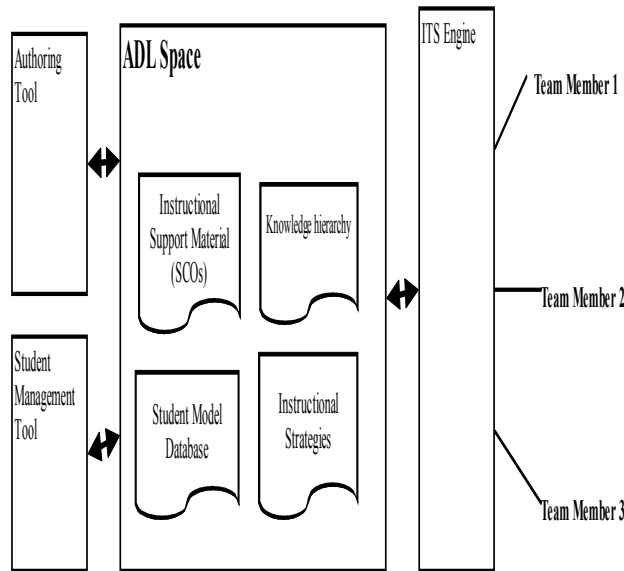 Authoring
Tool
ADL Space
ITS Engine
Team Member 1
Instructional
Support Material
(SCOs)
Knowledge hierarchy
Team Member 2
Student
Management
Tool
Student Model
Database
Instructional
Strategies
Team Member 3